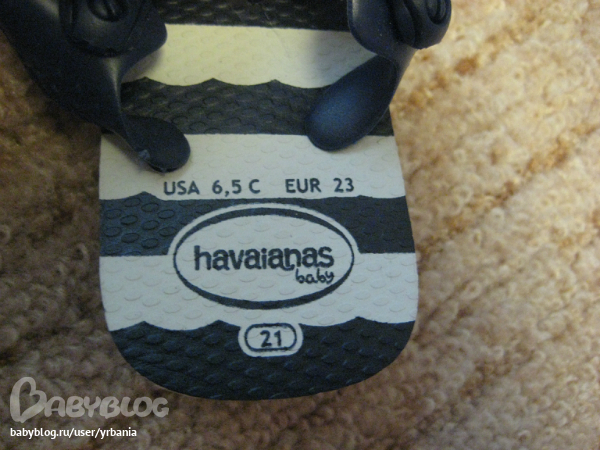 USA 6,5 C EUR 23
havaianas
baby
21
BABYBLOG
babyblog.ru/user/yrbania